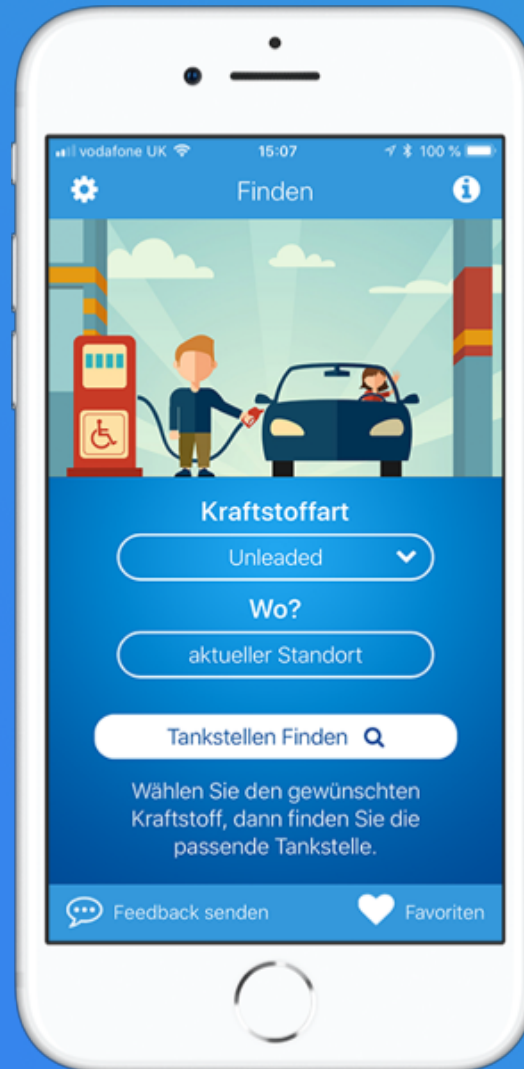 vodafone UK 15:07 100 %
Finden
Kraftstoffart
Unleaded
Wo?
aktueller Standort
Tankstellen Finden
Wählen Sie den gewünschten
Kraftstoff, dann finden Sie die
passende Tankstelle.
Feedback senden Favoriten